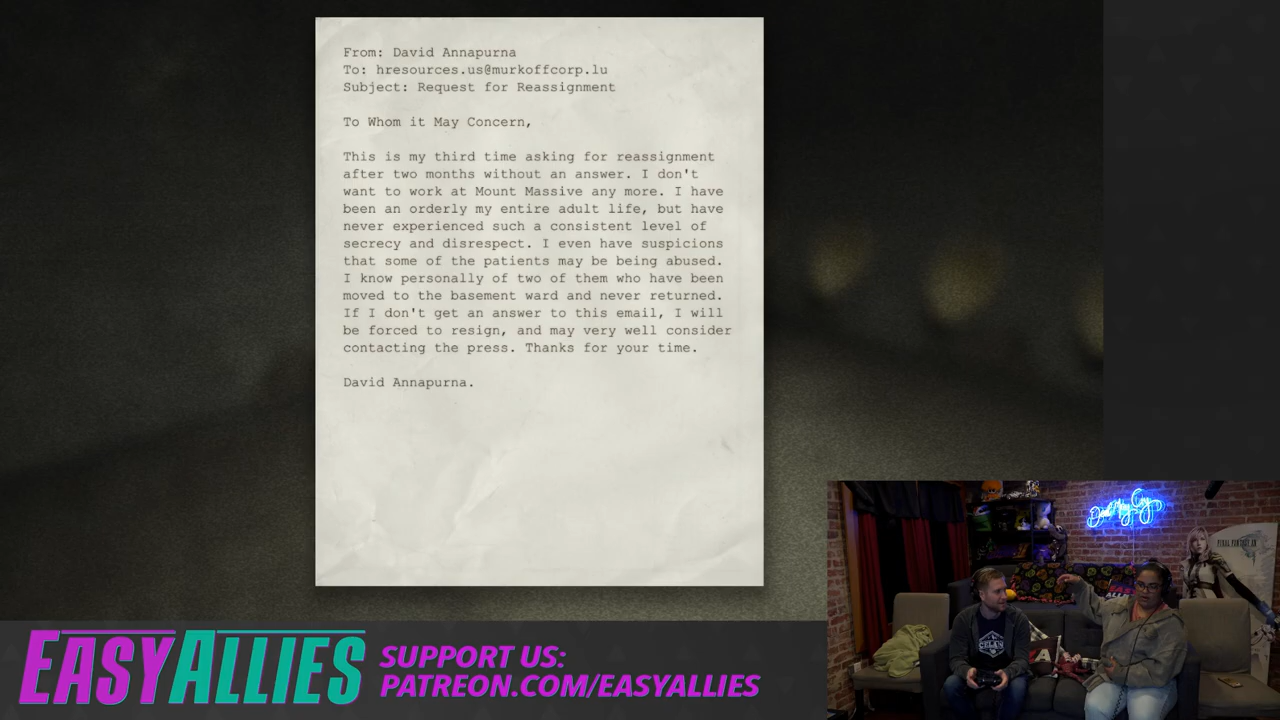 From: David Annapurna
To: hresources.us@murkoffcorp.lu
Subject: Request for Reassignment
To Whom it May Concern,
This is my third time asking for reassignment
after two months without an answer. I don't
want to work at Mount Massive any more. I have
been an orderly my entire adult life, but have
never experienced such a consistent level of
secrecy and disrespect. I even have suspicions
that some of the patients may be being abused.
I know personally of two of them who have been
moved to the basement ward and never returned.
If I don't get an answer to this email, I will
be forced to resign, and may very well consider
contacting the press. Thanks for your time.
David Annapurna.
Devil May Cry
FINAL FANTASY XIII
EASYALLIES
SUPPORT US:
PATREON.COM/EASYALLIES